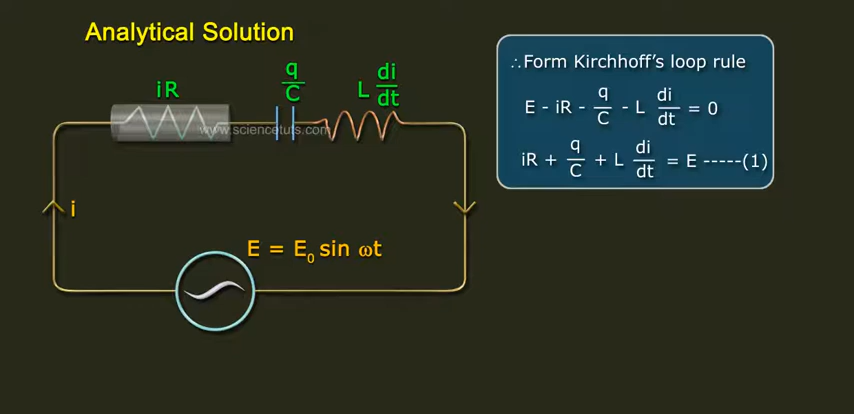 Analytical Solution
iR
q
C
L di
dt
www.sciencetuts.com
i
E = E₀ sin ωt
∴Form Kirchhoff's loop rule
E - iR - q/C - L di/dt = 0
iR + q/C + L di/dt = E -----(1)